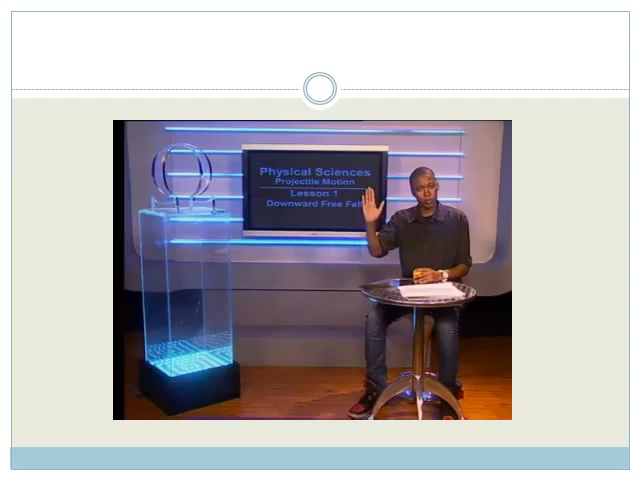 Physical Sciences
Projectile Motion
Lesson 1
Downward Free Fall